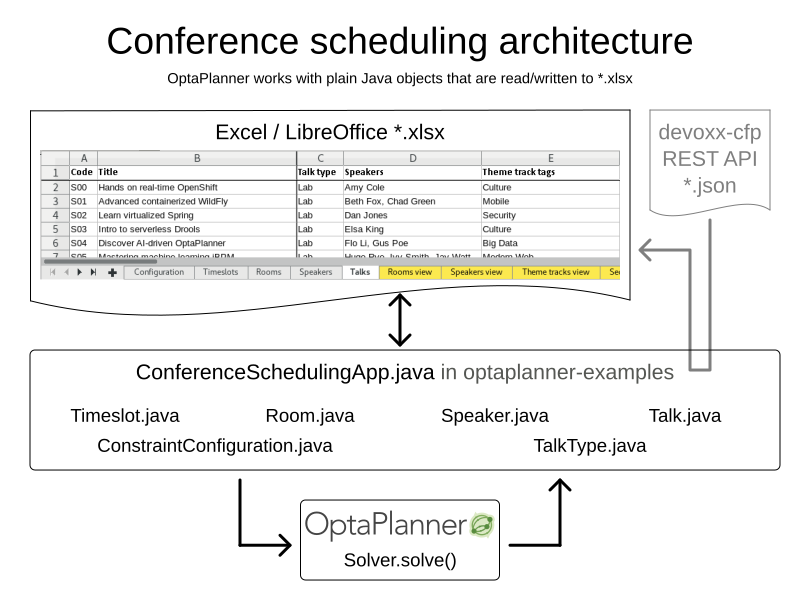 Conference scheduling architecture
OptaPlanner works with plain Java objects that are read/written to *.xlsx
Excel / LibreOffice *.xlsx
A B C D E
1 Code Title Talk type Speakers Theme track tags
2 S00 Hands on real-time OpenShift Lab Amy Cole Culture
3 S01 Advanced containerized WildFly Lab Beth Fox, Chad Green Mobile
4 S02 Learn virtualized Spring Lab Dan Jones Security
5 S03 Intro to serverless Drools Lab Elsa King Culture
6 S04 Discover AI-driven OptaPlanner Lab Flo Li, Gus Poe Big Data
7 S05 Mastering machine learning jBPM Lab Hugo Rye, Ivy Smith, Jay Watt Modern Web
Configuration Timeslots Rooms Speakers Talks Rooms view Speakers view Theme tracks view Sec
devoxx-cfp
REST API
*.json
ConferenceSchedulingApp.java in optaplanner-examples
Timeslot.java Room.java Speaker.java Talk.java
ConstraintConfiguration.java TalkType.java
OptaPlanner
Solver.solve()